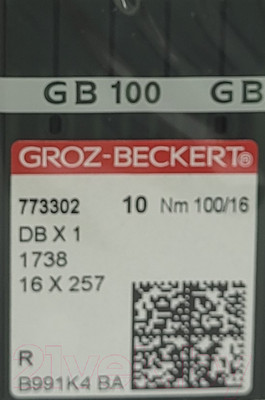 GB 100 GB
GROZ-BECKERT®
773302 10 Nm 100/16
DB X 1
1738
16 X 257
R
B991K4 BA